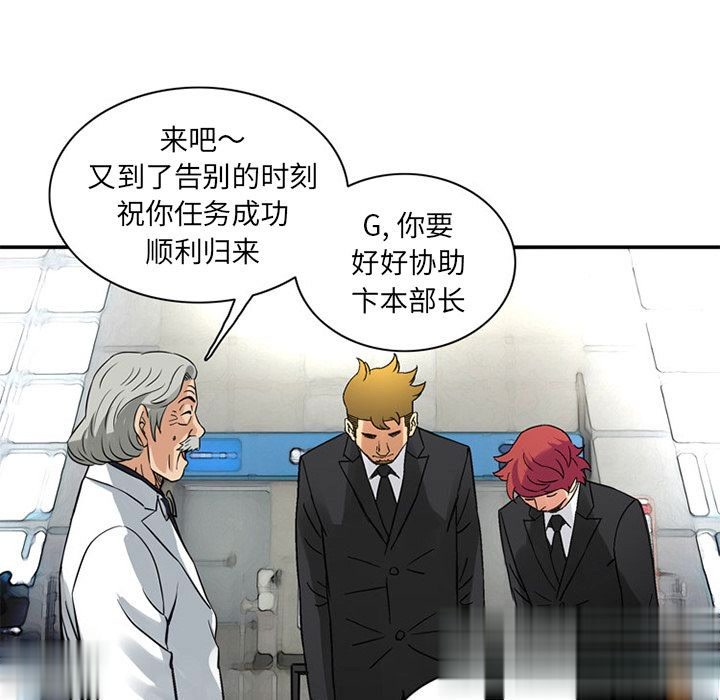 来吧～
又到了告别的时刻
祝你任务成功
顺利归来
G, 你要
好好协助
卞本部长